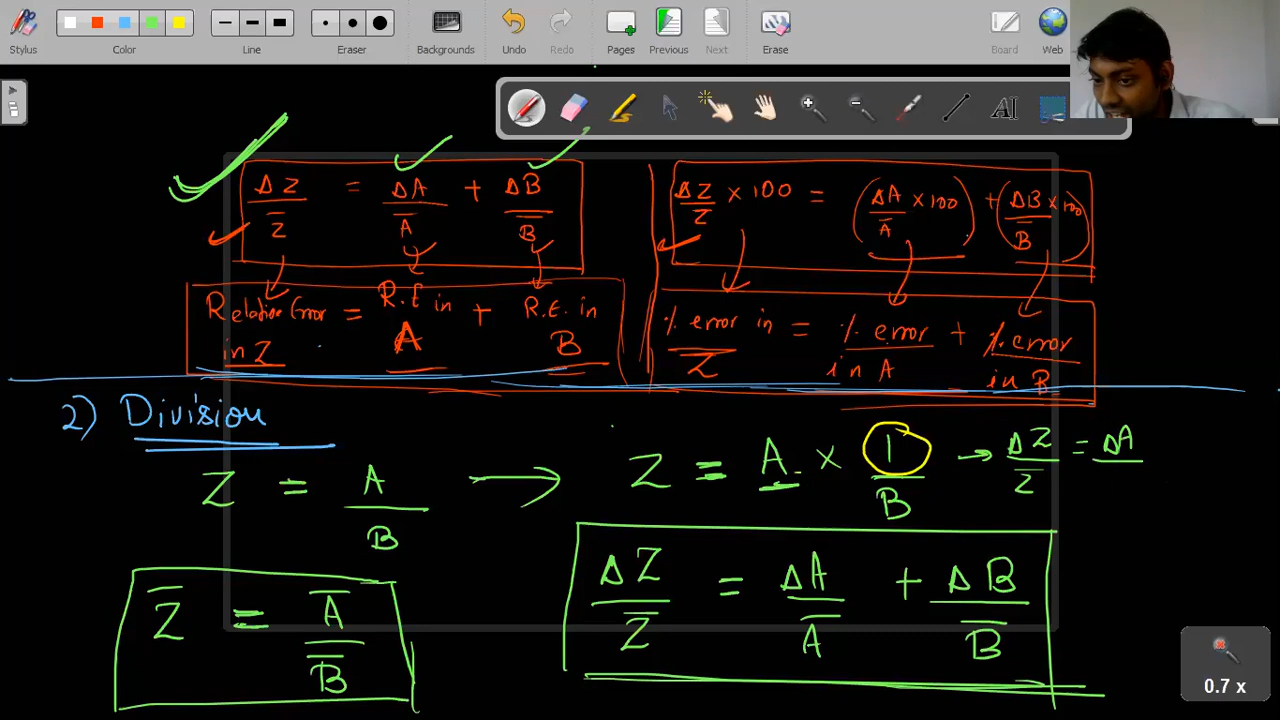 Stylus Color Line Eraser Backgrounds Undo Redo Pages Previous Next Erase Board Web
AI
ΔZ/Z̅ = ΔA/A̅ + ΔB/B̅
ΔZ/Z̅ × 100 = (ΔA/A̅ × 100) + (ΔB/B̅ × 100)
Relative Error in Z = R.E in A + R.E. in B
% error in Z = % error in A + % error in B
2) Division
Z = A/B → Z = A × 1/B → ΔZ/Z̅ = ΔA
Z̅ = A̅/B̅
ΔZ/Z̅ = ΔA/A̅ + ΔB/B̅
0.7 x